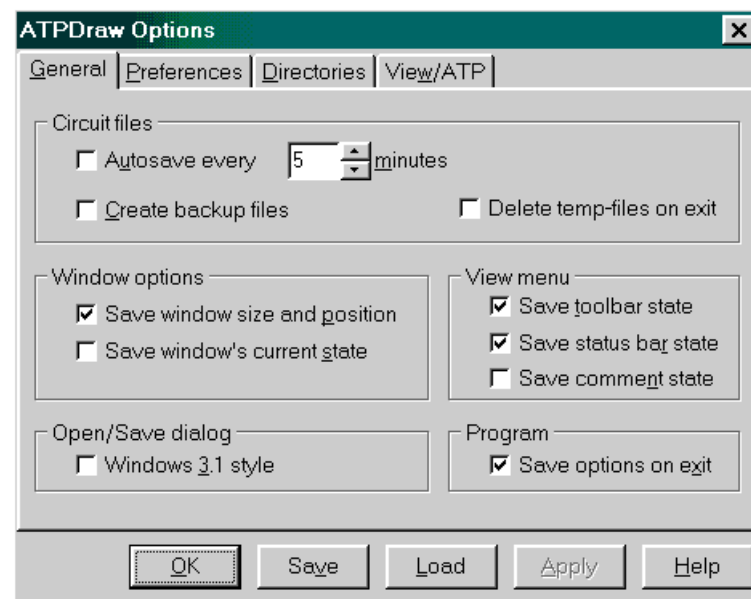 ATPDraw Options
General Preferences Directories View/ATP
Circuit files
Autosave every 5 minutes
Create backup files Delete temp-files on exit
Window options
Save window size and position
Save window's current state
View menu
Save toolbar state
Save status bar state
Save comment state
Open/Save dialog
Windows 3.1 style
Program
Save options on exit
OK Save Load Apply Help